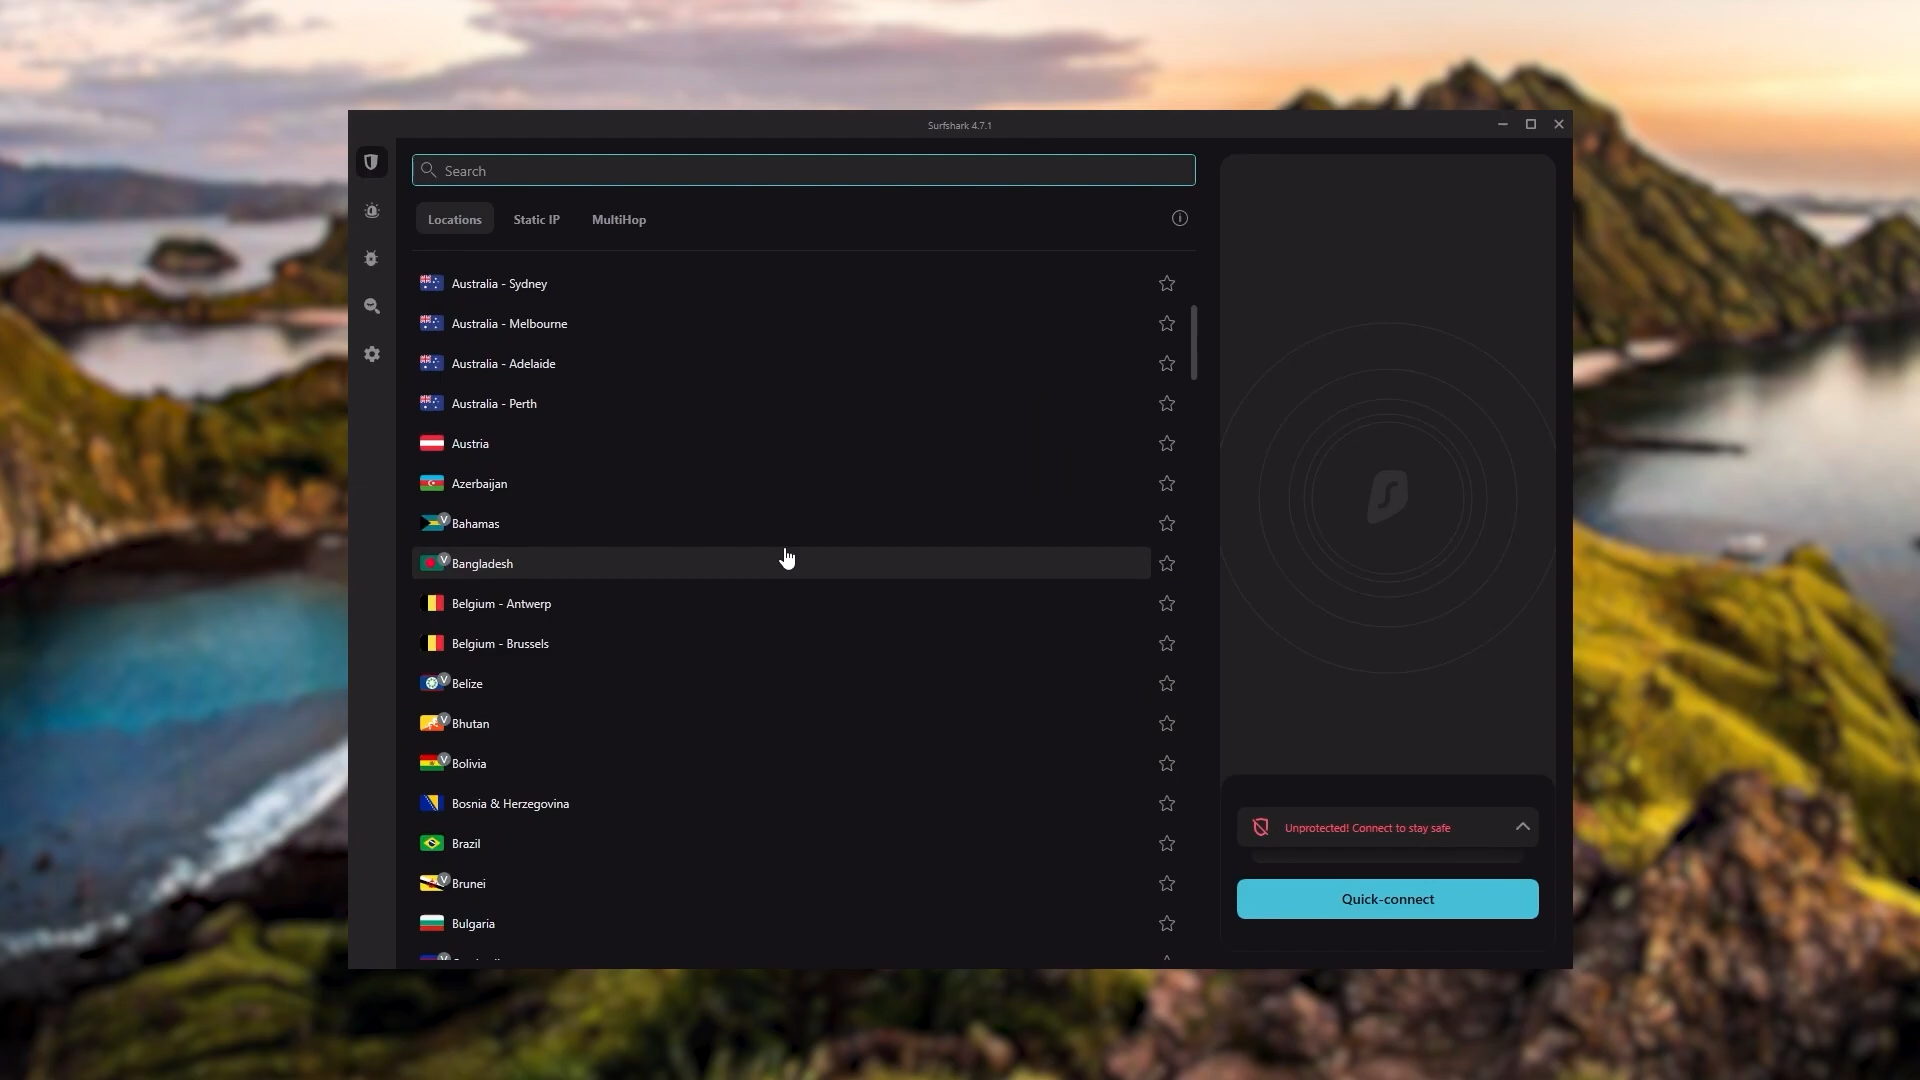 Surfshark 4.7.1
Search
Locations
Static IP
MultiHop
Australia - Sydney
Australia - Melbourne
Australia - Adelaide
Australia - Perth
Austria
Azerbaijan
V
Bahamas
V
Bangladesh
Belgium - Antwerp
Belgium - Brussels
V
Belize
V
Bhutan
V
Bolivia
Bosnia & Herzegovina
Brazil
V
Brunei
Bulgaria
Unprotected! Connect to stay safe
Quick-connect